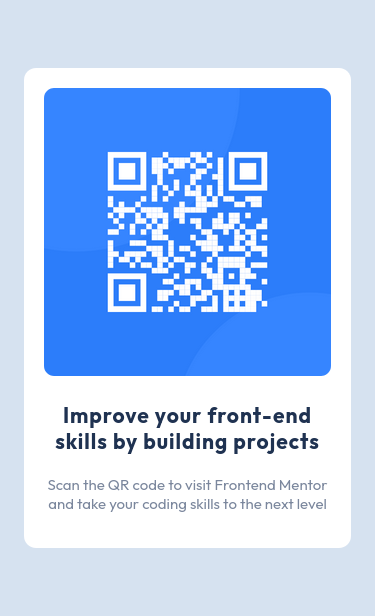 Improve your front-end
skills by building projects
Scan the QR code to visit Frontend Mentor
and take your coding skills to the next level